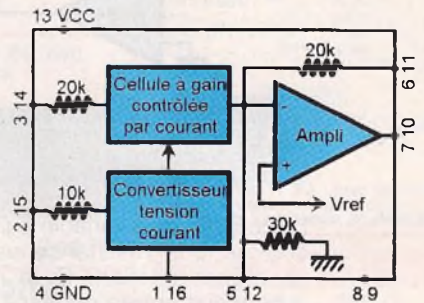 13 VCC
20k
20k
Cellule à gain
contrôlée
par courant
3 14
6 11
-
Ampli
7 10
+
10k
Convertisseur
tension
courant
Vref
2 15
30k
4 GND
1 16
5 12
8 9